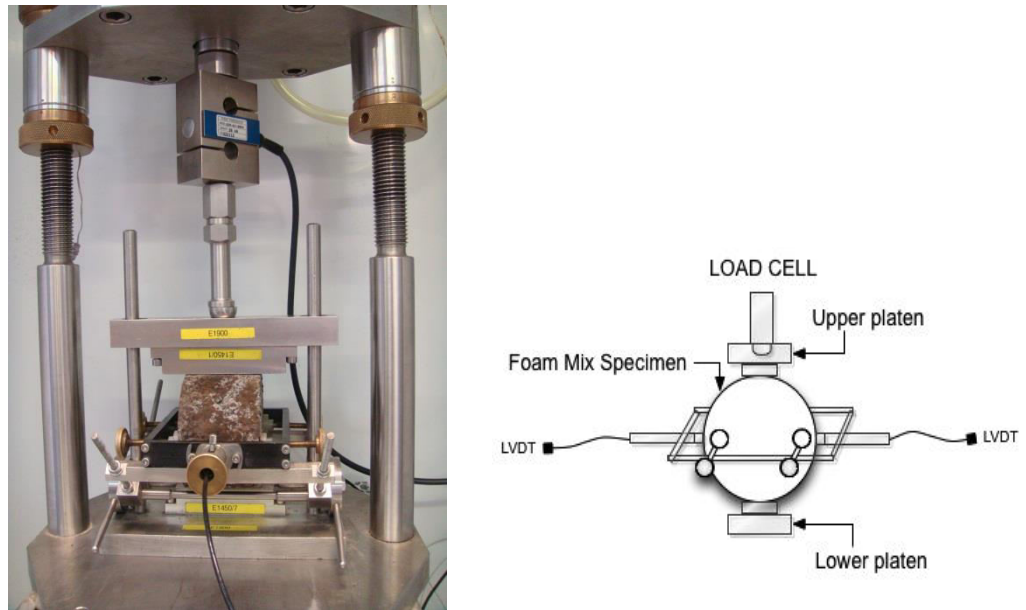 E1900
E1450/1
E1450/7
LOAD CELL
Upper platen
Foam Mix Specimen
LVDT
LVDT
Lower platen